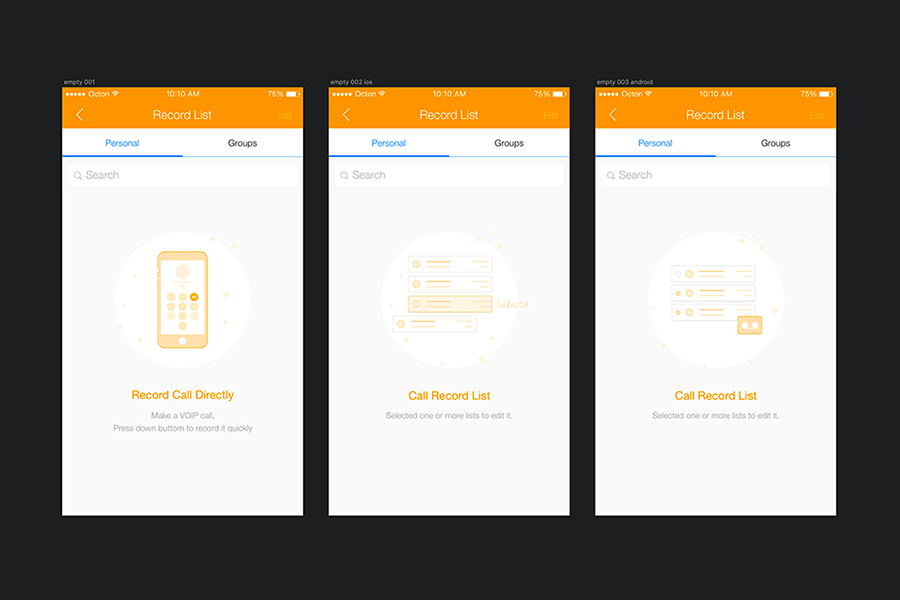 empty 001
Octon 10:10 AM 75%
Record List Edit
Personal Groups
Search
Record Call Directly
Make a VOIP call,
Press down buttom to record it quickly
empty 002 ios
Octon 10:10 AM 75%
Record List Edit
Personal Groups
Search
Selectd
Call Record List
Selected one or more lists to edit it.
empty 003 android
Octon 10:10 AM 75%
Record List Edit
Personal Groups
Search
Call Record List
Selected one or more lists to edit it.